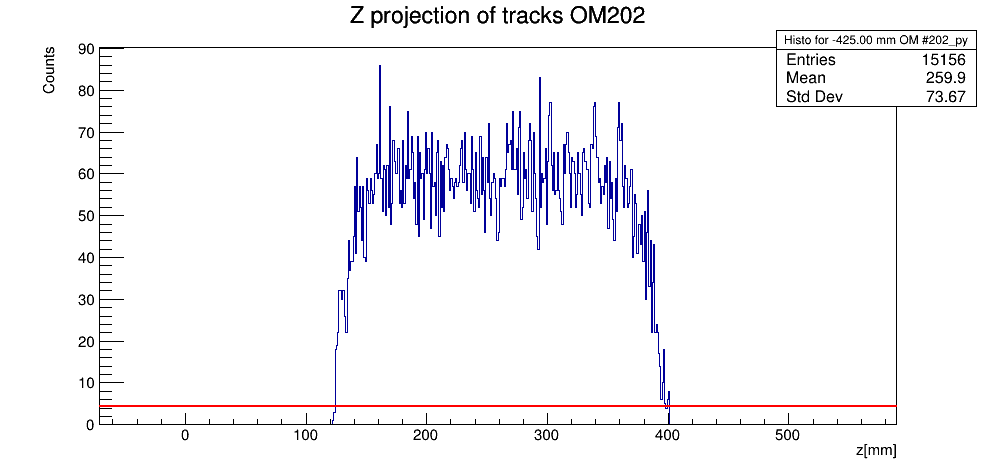 Z projection of tracks OM202
Histo for -425.00 mm OM #202_py
Entries 15156
Mean 259.9
Std Dev 73.67
Counts
90
80
70
60
50
40
30
20
10
0
0 100 200 300 400 500
z[mm]